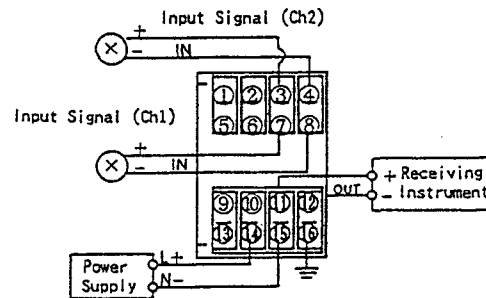 Input Signal (Ch2)
+
- IN
① ② ③ ④
⑤ ⑥ ⑦ ⑧
Input Signal (Ch1)
+
- IN
⑨ ⑩ ⑪ ⑫
⑬ ⑭ ⑮ ⑯
OUT
+ Receiving
- Instrument
Power
Supply
L+
N-